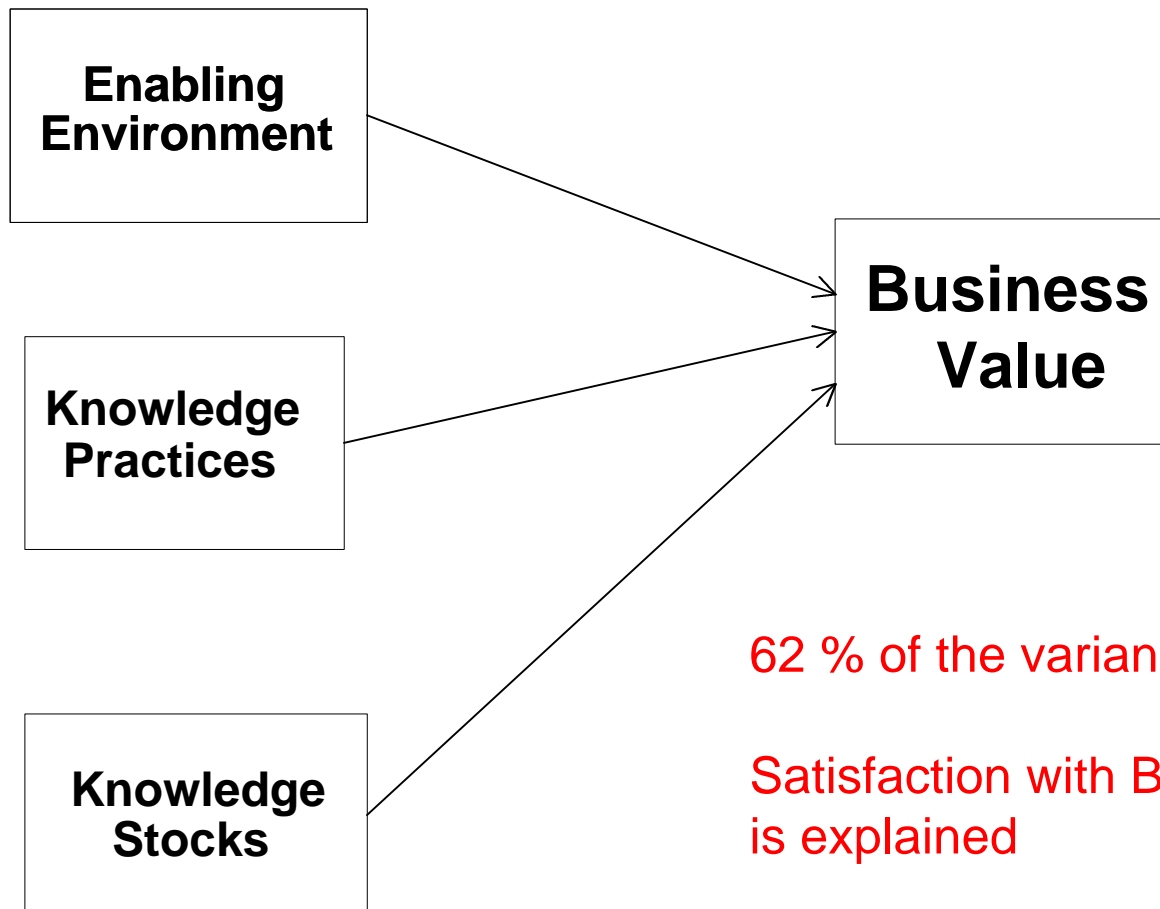 Enabling
Environment
Business
Value
Knowledge
Practices
62 % of the varian
Satisfaction with B
is explained
Knowledge
Stocks